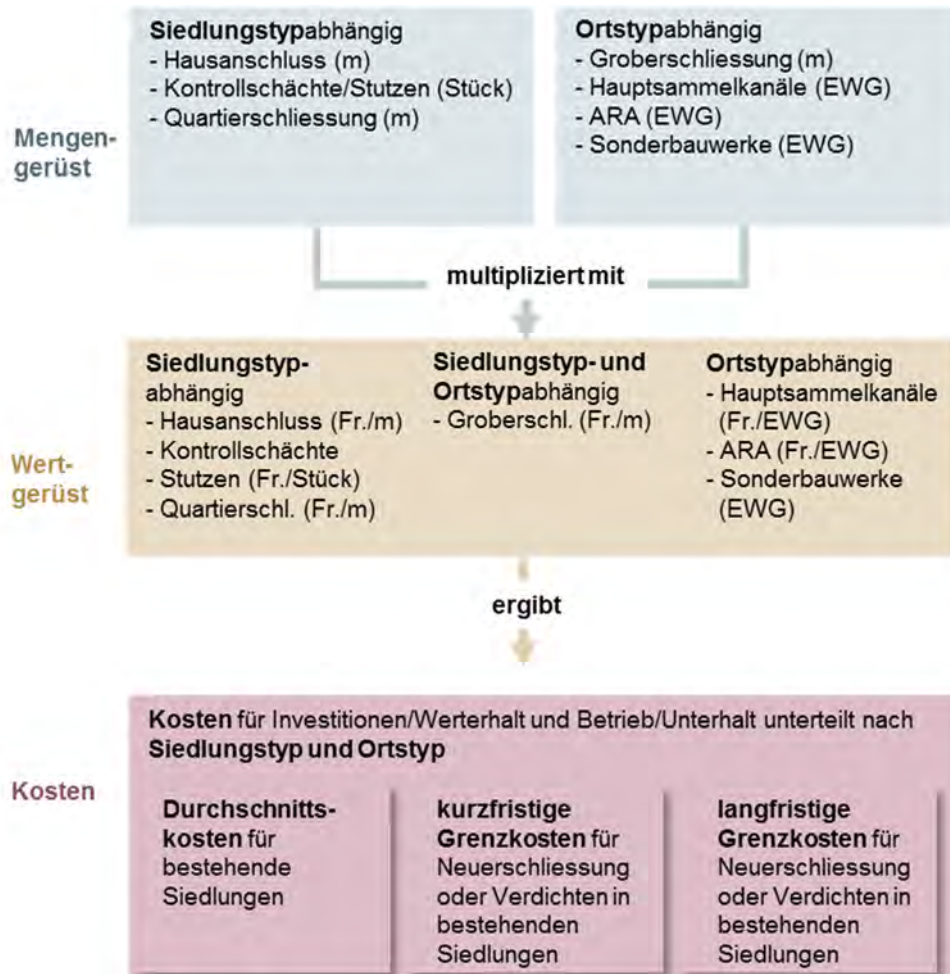 Mengen-
gerüst
Siedlungstypabhängig
- Hausanschluss (m)
- Kontrollschächte/Stutzen (Stück)
- Quartierschliessung (m)
Ortstypabhängig
- Groberschliessung (m)
- Hauptsammelkanäle (EWG)
- ARA (EWG)
- Sonderbauwerke (EWG)
multipliziert mit
Wert-
gerüst
Siedlungstyp-
abhängig
- Hausanschluss (Fr./m)
- Kontrollschächte
- Stutzen (Fr./Stück)
- Quartierschl. (Fr./m)
Siedlungstyp- und
Ortstypabhängig
- Groberschl. (Fr./m)
Ortstypabhängig
- Hauptsammelkanäle
(Fr./EWG)
- ARA (Fr./EWG)
- Sonderbauwerke
(EWG)
ergibt
Kosten
Kosten für Investitionen/Werterhalt und Betrieb/Unterhalt unterteilt nach
Siedlungstyp und Ortstyp
Durchschnitts-
kosten für
bestehende
Siedlungen
kurzfristige
Grenzkosten für
Neuerschliessung
oder Verdichten in
bestehenden
Siedlungen
langfristige
Grenzkosten für
Neuerschliessung
oder Verdichten in
bestehenden
Siedlungen